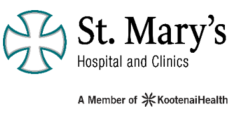 St. Mary's
Hospital and Clinics
A Member of KootenaiHealth